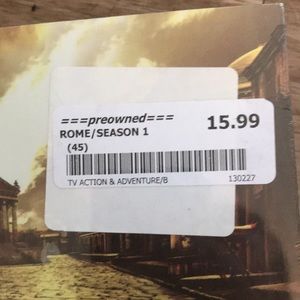 ===preowned===
ROME/SEASON 1
15.99
(45)
TV ACTION & ADVENTURE/B 130227